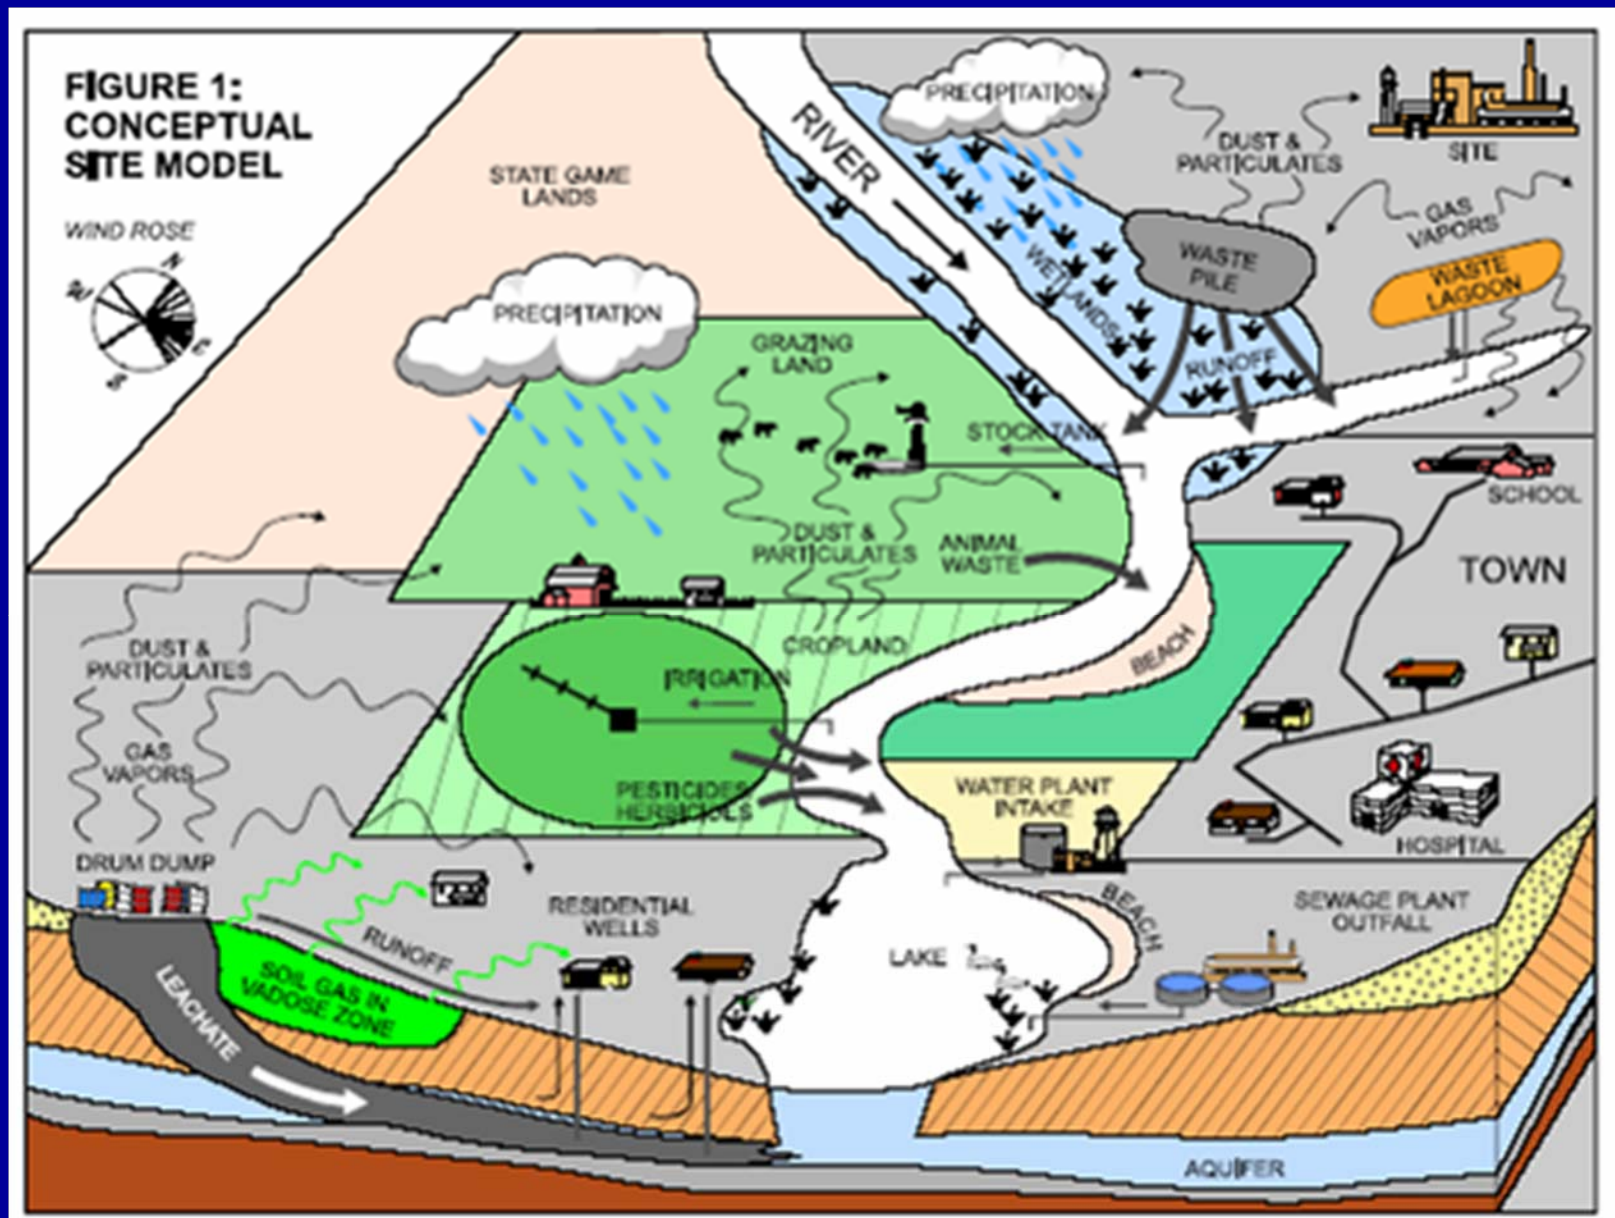 FIGURE 1:
CONCEPTUAL
SITE MODEL
WIND ROSE
N
W
E
S
STATE GAME
LANDS
PRECIPITATION
RIVER
PRECIPITATION
DUST &
PARTICULATES
SITE
GAS
VAPORS
WASTE
PILE
WASTE
LAGOON
WETLANDS
RUNOFF
GRAZING
LAND
STOCK TANK
DUST &
PARTICULATES
ANIMAL
WASTE
SCHOOL
TOWN
BEACH
CROPLAND
IRRIGATION
DUST &
PARTICULATES
GAS
VAPORS
PESTICIDES
HERBICIDES
WATER PLANT
INTAKE
HOSPITAL
DRUM DUMP
RESIDENTIAL
WELLS
RUNOFF
BEACH
SEWAGE PLANT
OUTFALL
LAKE
SOIL GAS IN
VADOSE ZONE
LEACHATE
AQUIFER